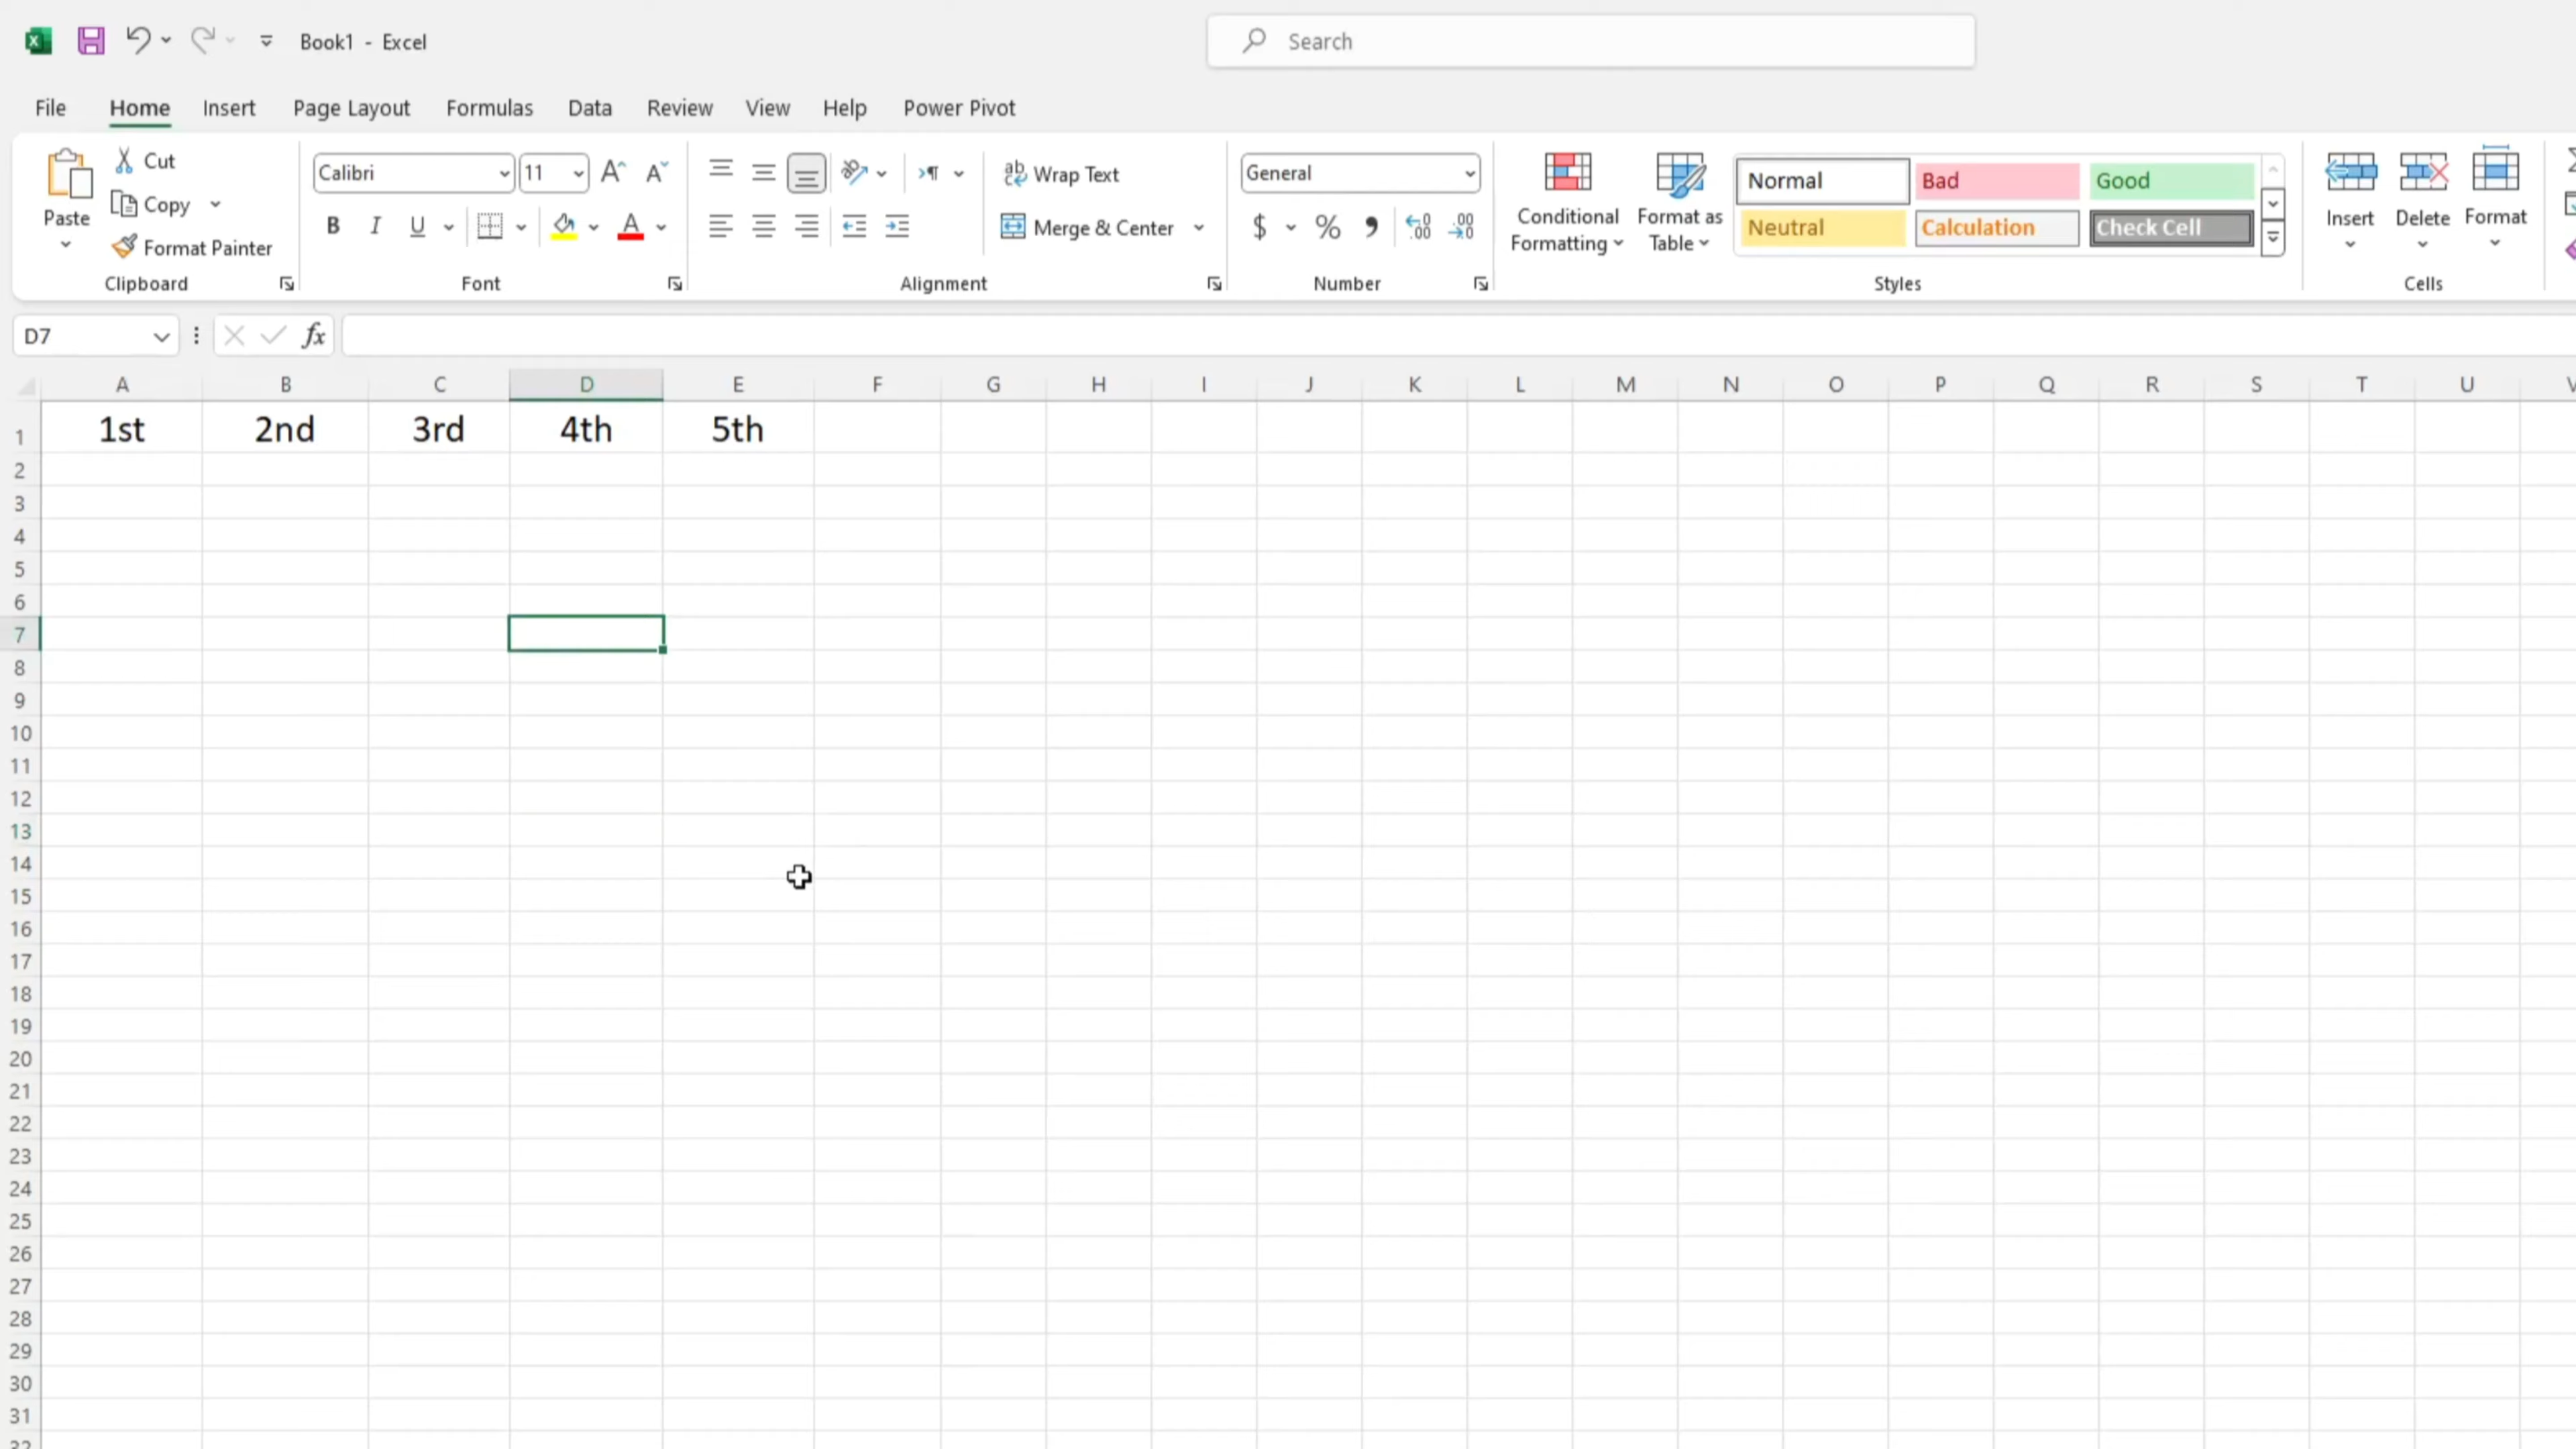 Book1 - Excel
Search
File Home Insert Page Layout Formulas Data Review View Help Power Pivot
Paste
Cut
Copy
Format Painter
Clipboard
Calibri 11
B I U A
Font
Wrap Text
Merge & Center
Alignment
General
$ % ,
Number
Conditional Formatting
Format as Table
Normal Bad Good
Neutral Calculation Check Cell
Styles
Insert Delete Format
Cells
D7 fx
A B C D E F G H I J K L M N O P Q R S T U
1 1st 2nd 3rd 4th 5th
2
3
4
5
6
7
8
9
10
11
12
13
14
15
16
17
18
19
20
21
22
23
24
25
26
27
28
29
30
31